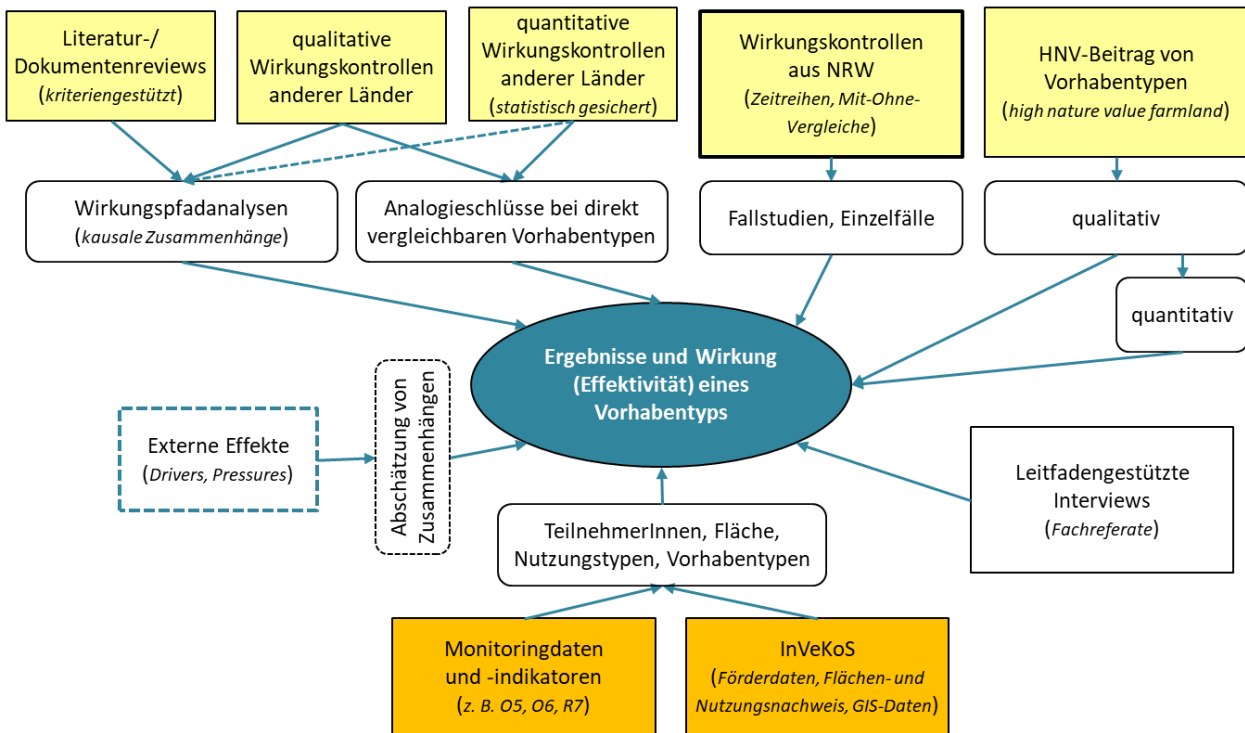 Literatur-/
Dokumentenreviews
(kriteriengestützt)
qualitative
Wirkungskontrollen
anderer Länder
quantitative
Wirkungskontrollen
anderer Länder
(statistisch gesichert)
Wirkungskontrollen
aus NRW
(Zeitreihen, Mit-Ohne-
Vergleiche)
HNV-Beitrag von
Vorhabentypen
(high nature value farmland)
Wirkungspfadanalysen
(kausale Zusammenhänge)
Analogieschlüsse bei direkt
vergleichbaren Vorhabentypen
Fallstudien, Einzelfälle
qualitativ
quantitativ
Ergebnisse und Wirkung
(Effektivität) eines
Vorhabentyps
Externe Effekte
(Drivers, Pressures)
Abschätzung von
Zusammenhängen
Leitfadengestützte
Interviews
(Fachreferate)
TeilnehmerInnen, Fläche,
Nutzungstypen, Vorhabentypen
Monitoringdaten
und -indikatoren
(z. B. O5, O6, R7)
InVeKoS
(Förderdaten, Flächen- und
Nutzungsnachweis, GIS-Daten)